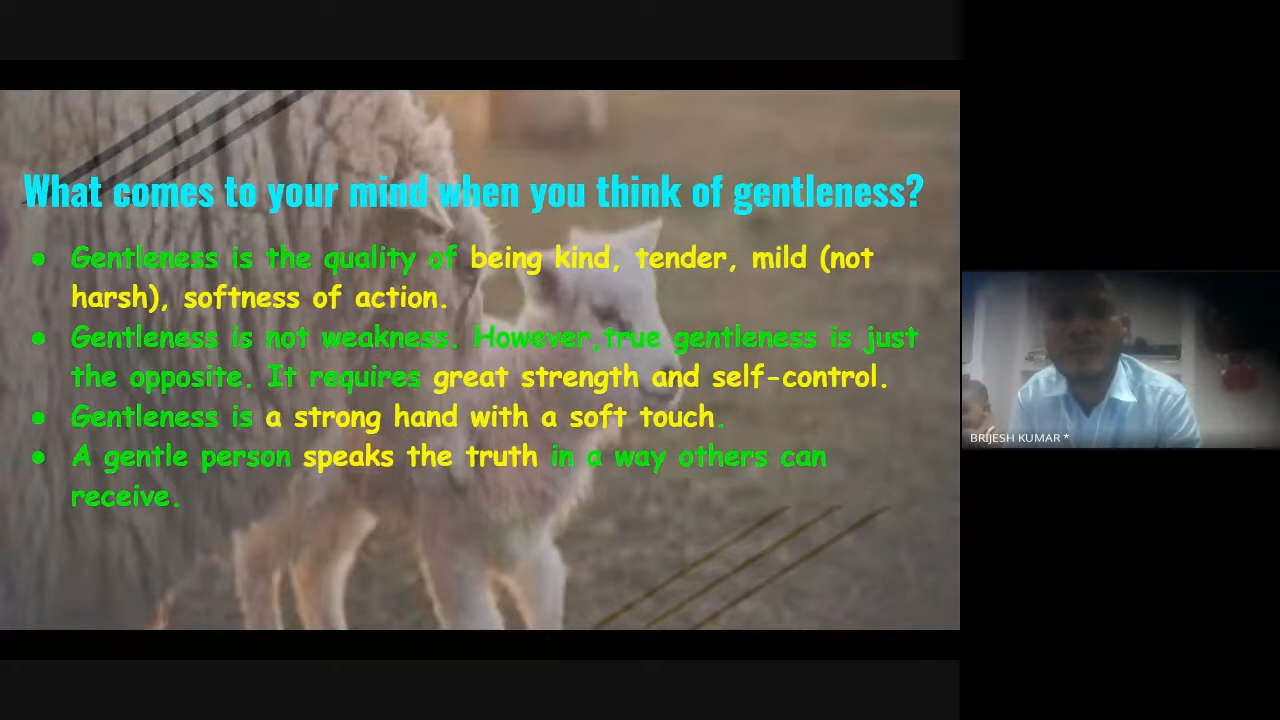 What comes to your mind when you think of gentleness?
● Gentleness is the quality of being kind, tender, mild (not
harsh), softness of action.
● Gentleness is not weakness. However,true gentleness is just
the opposite. It requires great strength and self-control.
● Gentleness is a strong hand with a soft touch.
● A gentle person speaks the truth in a way others can
receive.
BRIJESH KUMAR *